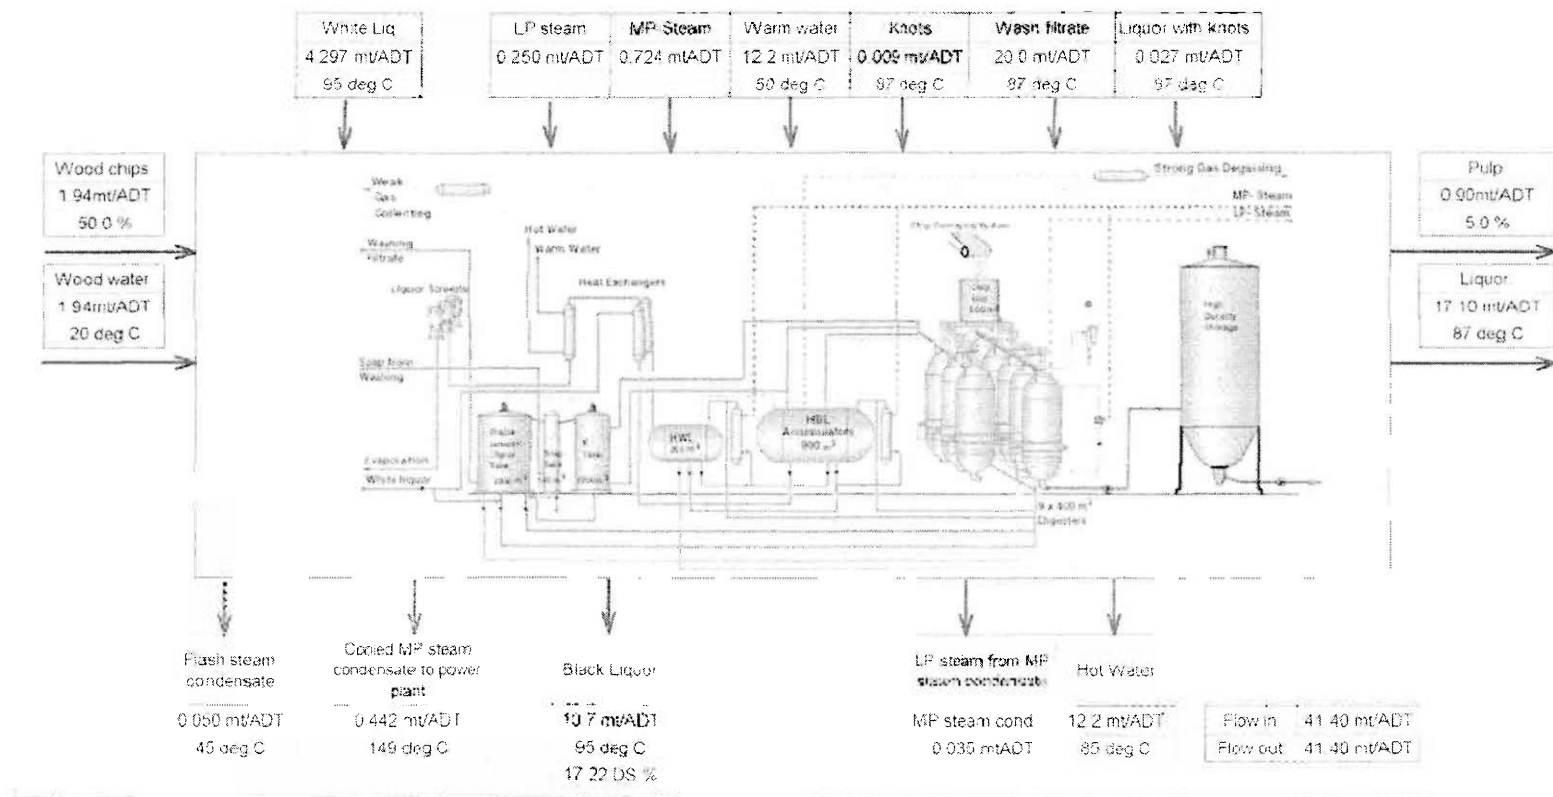 White Liq
4.297 mt/ADT
95 deg C
LP steam
0.250 mt/ADT
MP Steam
0.724 mt/ADT
Warm water
12.2 mt/ADT
50 deg C
Knots
0.009 mt/ADT
87 deg C
Wash filtrate
20.0 mt/ADT
87 deg C
Liquor with knots
0.027 mt/ADT
87 deg C
Wood chips
1.94mt/ADT
50.0 %
Wood water
1.94mt/ADT
20 deg C
Pulp
0.90mt/ADT
5.0 %
Liquor
17.10 mt/ADT
87 deg C
Weak
Gas
Strong Gas Degassing
MP- Steam
LP- Steam
Hot Water
Warm Water
Washing
Filtrate
Liquor Screens
Heat Exchangers
Soap from
Washing
Evaporation
White liquor
HWL
HBL
Accumulators
High
Density
Storage
Digesters
Flash steam
condensate
0.050 mt/ADT
45 deg C
Cooled MP steam
condensate to power
plant
0.442 mt/ADT
149 deg C
Black Liquor
10.7 mt/ADT
95 deg C
17.22 DS %
LP steam from MP
steam condensate
MP steam cond.
0.035 mtADT
Hot Water
12.2 mt/ADT
85 deg C
Flow in 41.40 mt/ADT
Flow out 41.40 mt/ADT